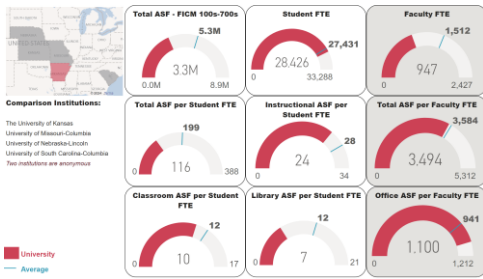 UNITED STATES
Comparison Institutions:
The University of Kansas
University of Missouri-Columbia
University of Nebraska-Lincoln
University of South Carolina-Columbia
Two institutions are anonymous
University
Average
Total ASF - FICM 100s-700s
5.3M
3.3M
0.0M
8.9M
Student FTE
27,431
28,426
0
33,288
Faculty FTE
1,512
947
0
2,427
Total ASF per Student FTE
199
116
0
388
Instructional ASF per
Student FTE
28
24
0
34
Total ASF per Faculty FTE
3,584
3,494
0
5,312
Classroom ASF per Student
FTE
12
10
0
17
Library ASF per Student FTE
12
7
0
21
Office ASF per Faculty FTE
941
1,100
0
1,212